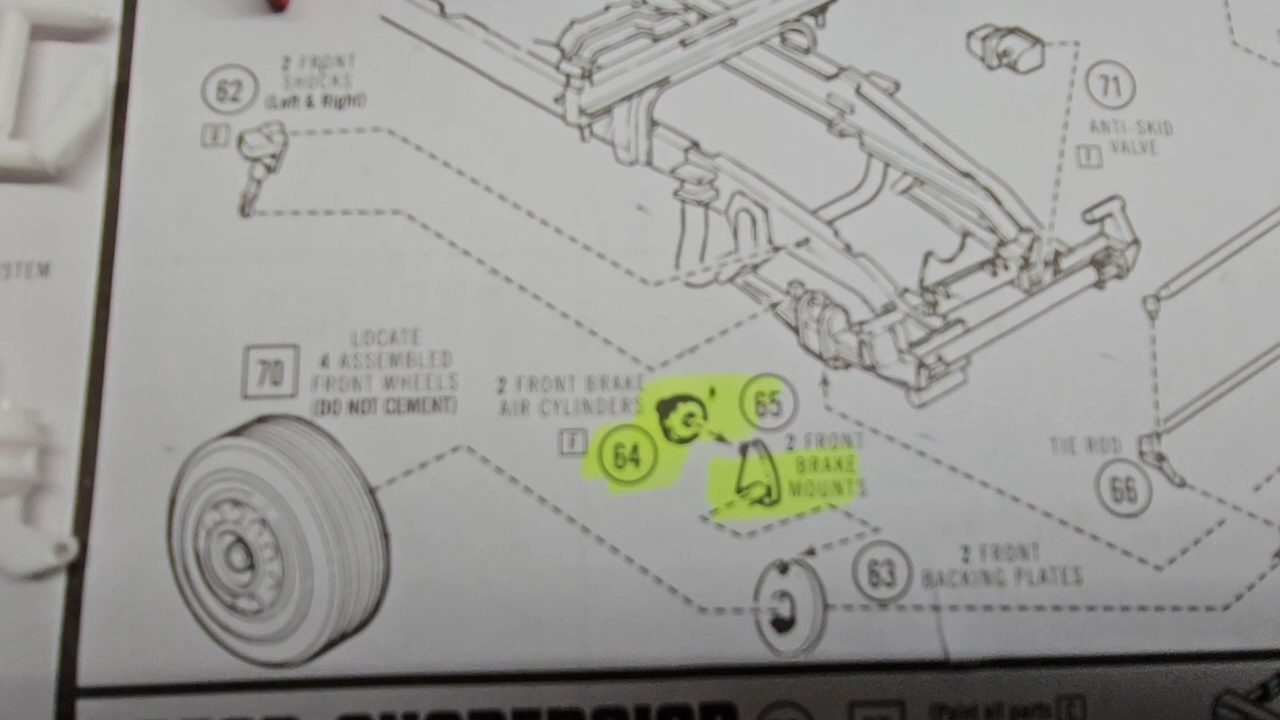 62
2 FRONT
SHOCKS
(Left & Right)
71
ANTI-SKID
VALVE
F
STEM
70
LOCATE
4 ASSEMBLED
FRONT WHEELS
(DO NOT CEMENT)
2 FRONT BRAKE
AIR CYLINDERS
F
64
65
2 FRONT
BRAKE
MOUNTS
TIE ROD
66
63
2 FRONT
BACKING PLATES